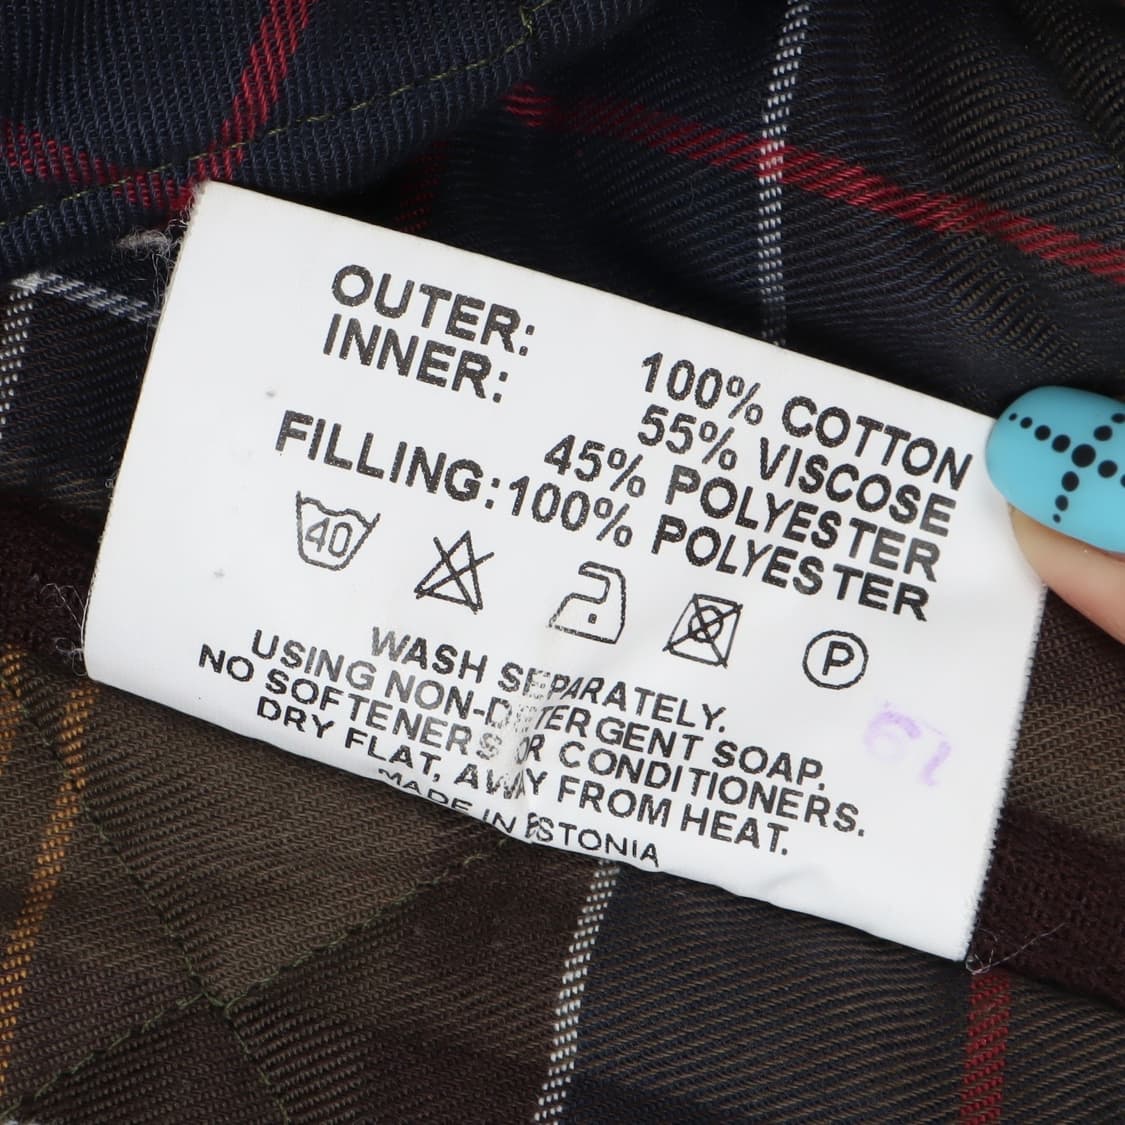 OUTER: 100% COTTON
INNER: 55% VISCOSE
45% POLYESTER
FILLING: 100% POLYESTER
40 P
WASH SEPARATELY.
USING NON-DETERGENT SOAP,
NO SOFTENERS OR CONDITIONERS.
DRY FLAT, AWAY FROM HEAT.
MADE IN ESTONIA